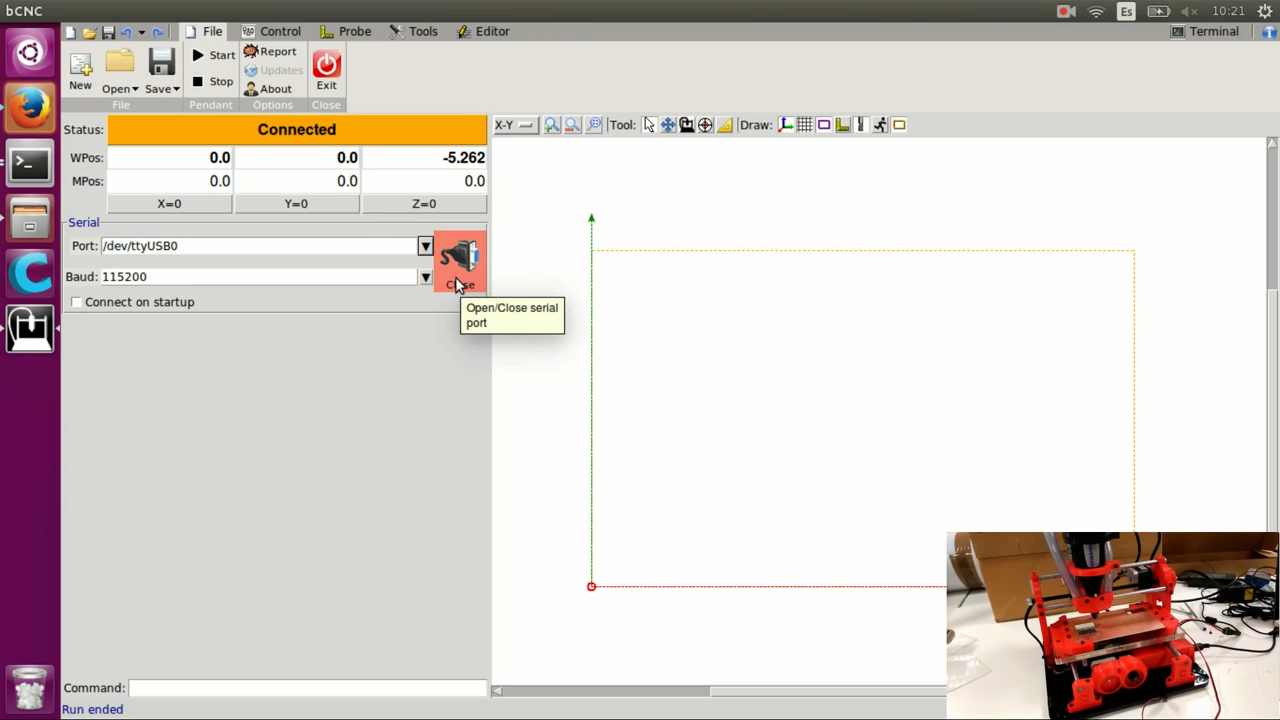 bCNC
Es
10:21
File
Control
Probe
Tools
Editor
Terminal
New
Open
Save
File
Start
Stop
Pendant
Report
Updates
About
Options
Exit
Close
Status:
Connected
WPos:
0.0
0.0
-5.262
MPos:
0.0
0.0
0.0
X=0
Y=0
Z=0
X-Y
Tool:
Draw:
Serial
Port:
/dev/ttyUSB0
Baud:
115200
Close
Connect on startup
Open/Close serial
port
Command:
Run ended